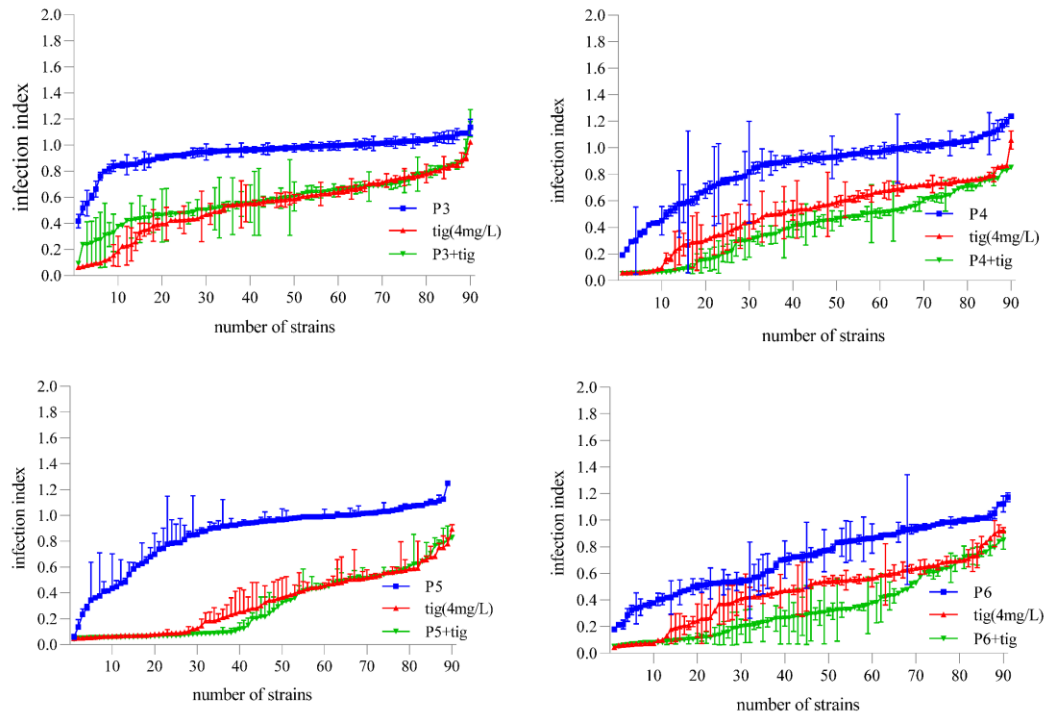 2.0
1.8
1.6
1.4
1.2
1.0
0.8
0.6
0.4
0.2
0.0
infection index
10 20 30 40 50 60 70 80 90
number of strains
P3
tig(4mg/L)
P3+tig
2.0
1.8
1.6
1.4
1.2
1.0
0.8
0.6
0.4
0.2
0.0
infection index
10 20 30 40 50 60 70 80 90
number of strains
P4
tig(4mg/L)
P4+tig
2.0
1.8
1.6
1.4
1.2
1.0
0.8
0.6
0.4
0.2
0.0
infection index
10 20 30 40 50 60 70 80 90
number of strains
P5
tig(4mg/L)
P5+tig
2.0
1.8
1.6
1.4
1.2
1.0
0.8
0.6
0.4
0.2
0.0
infection index
10 20 30 40 50 60 70 80 90
number of strains
P6
tig(4mg/L)
P6+tig